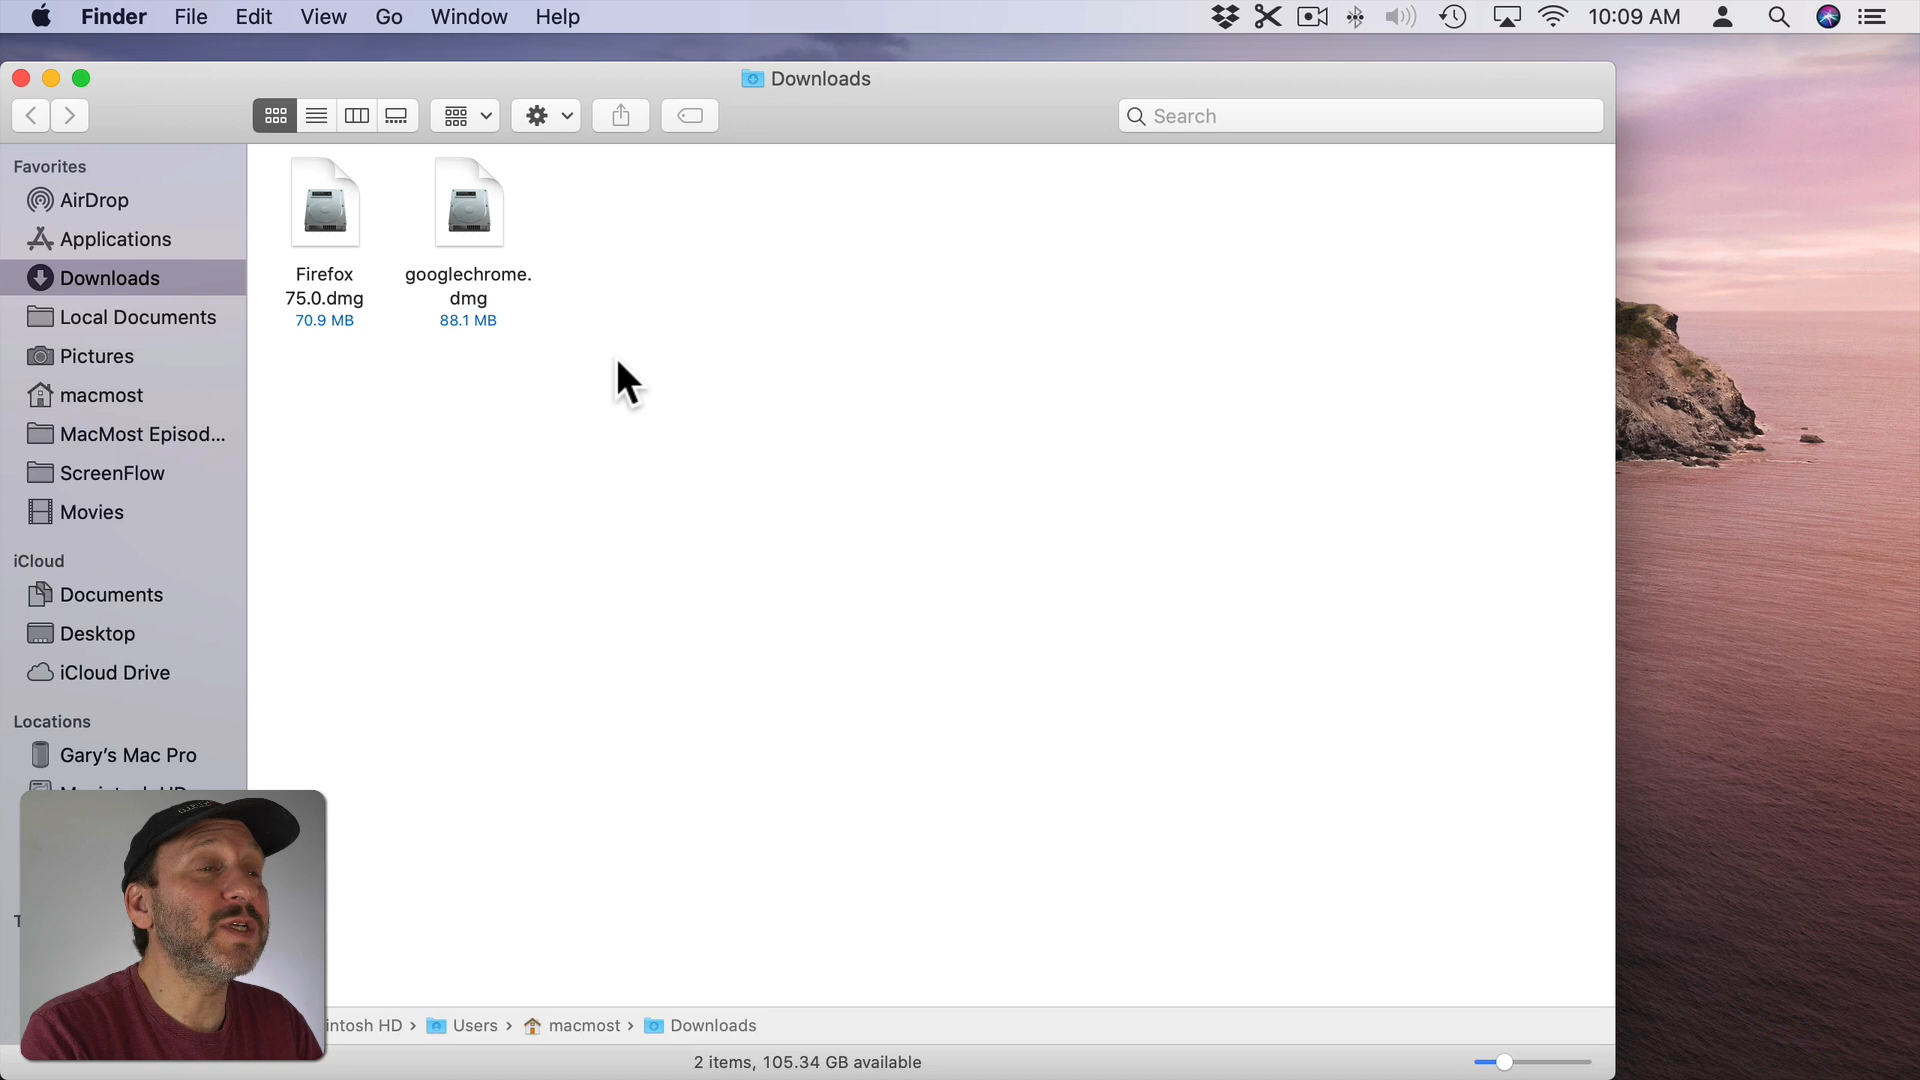 Finder File Edit View Go Window Help 10:09 AM
Downloads
Search
Favorites
AirDrop
Applications
Downloads
Local Documents
Pictures
macmost
MacMost Episod...
ScreenFlow
Movies
iCloud
Documents
Desktop
iCloud Drive
Locations
Gary's Mac Pro
Firefox
75.0.dmg
70.9 MB
googlechrome.
dmg
88.1 MB
intosh HD › Users › macmost › Downloads
2 items, 105.34 GB available